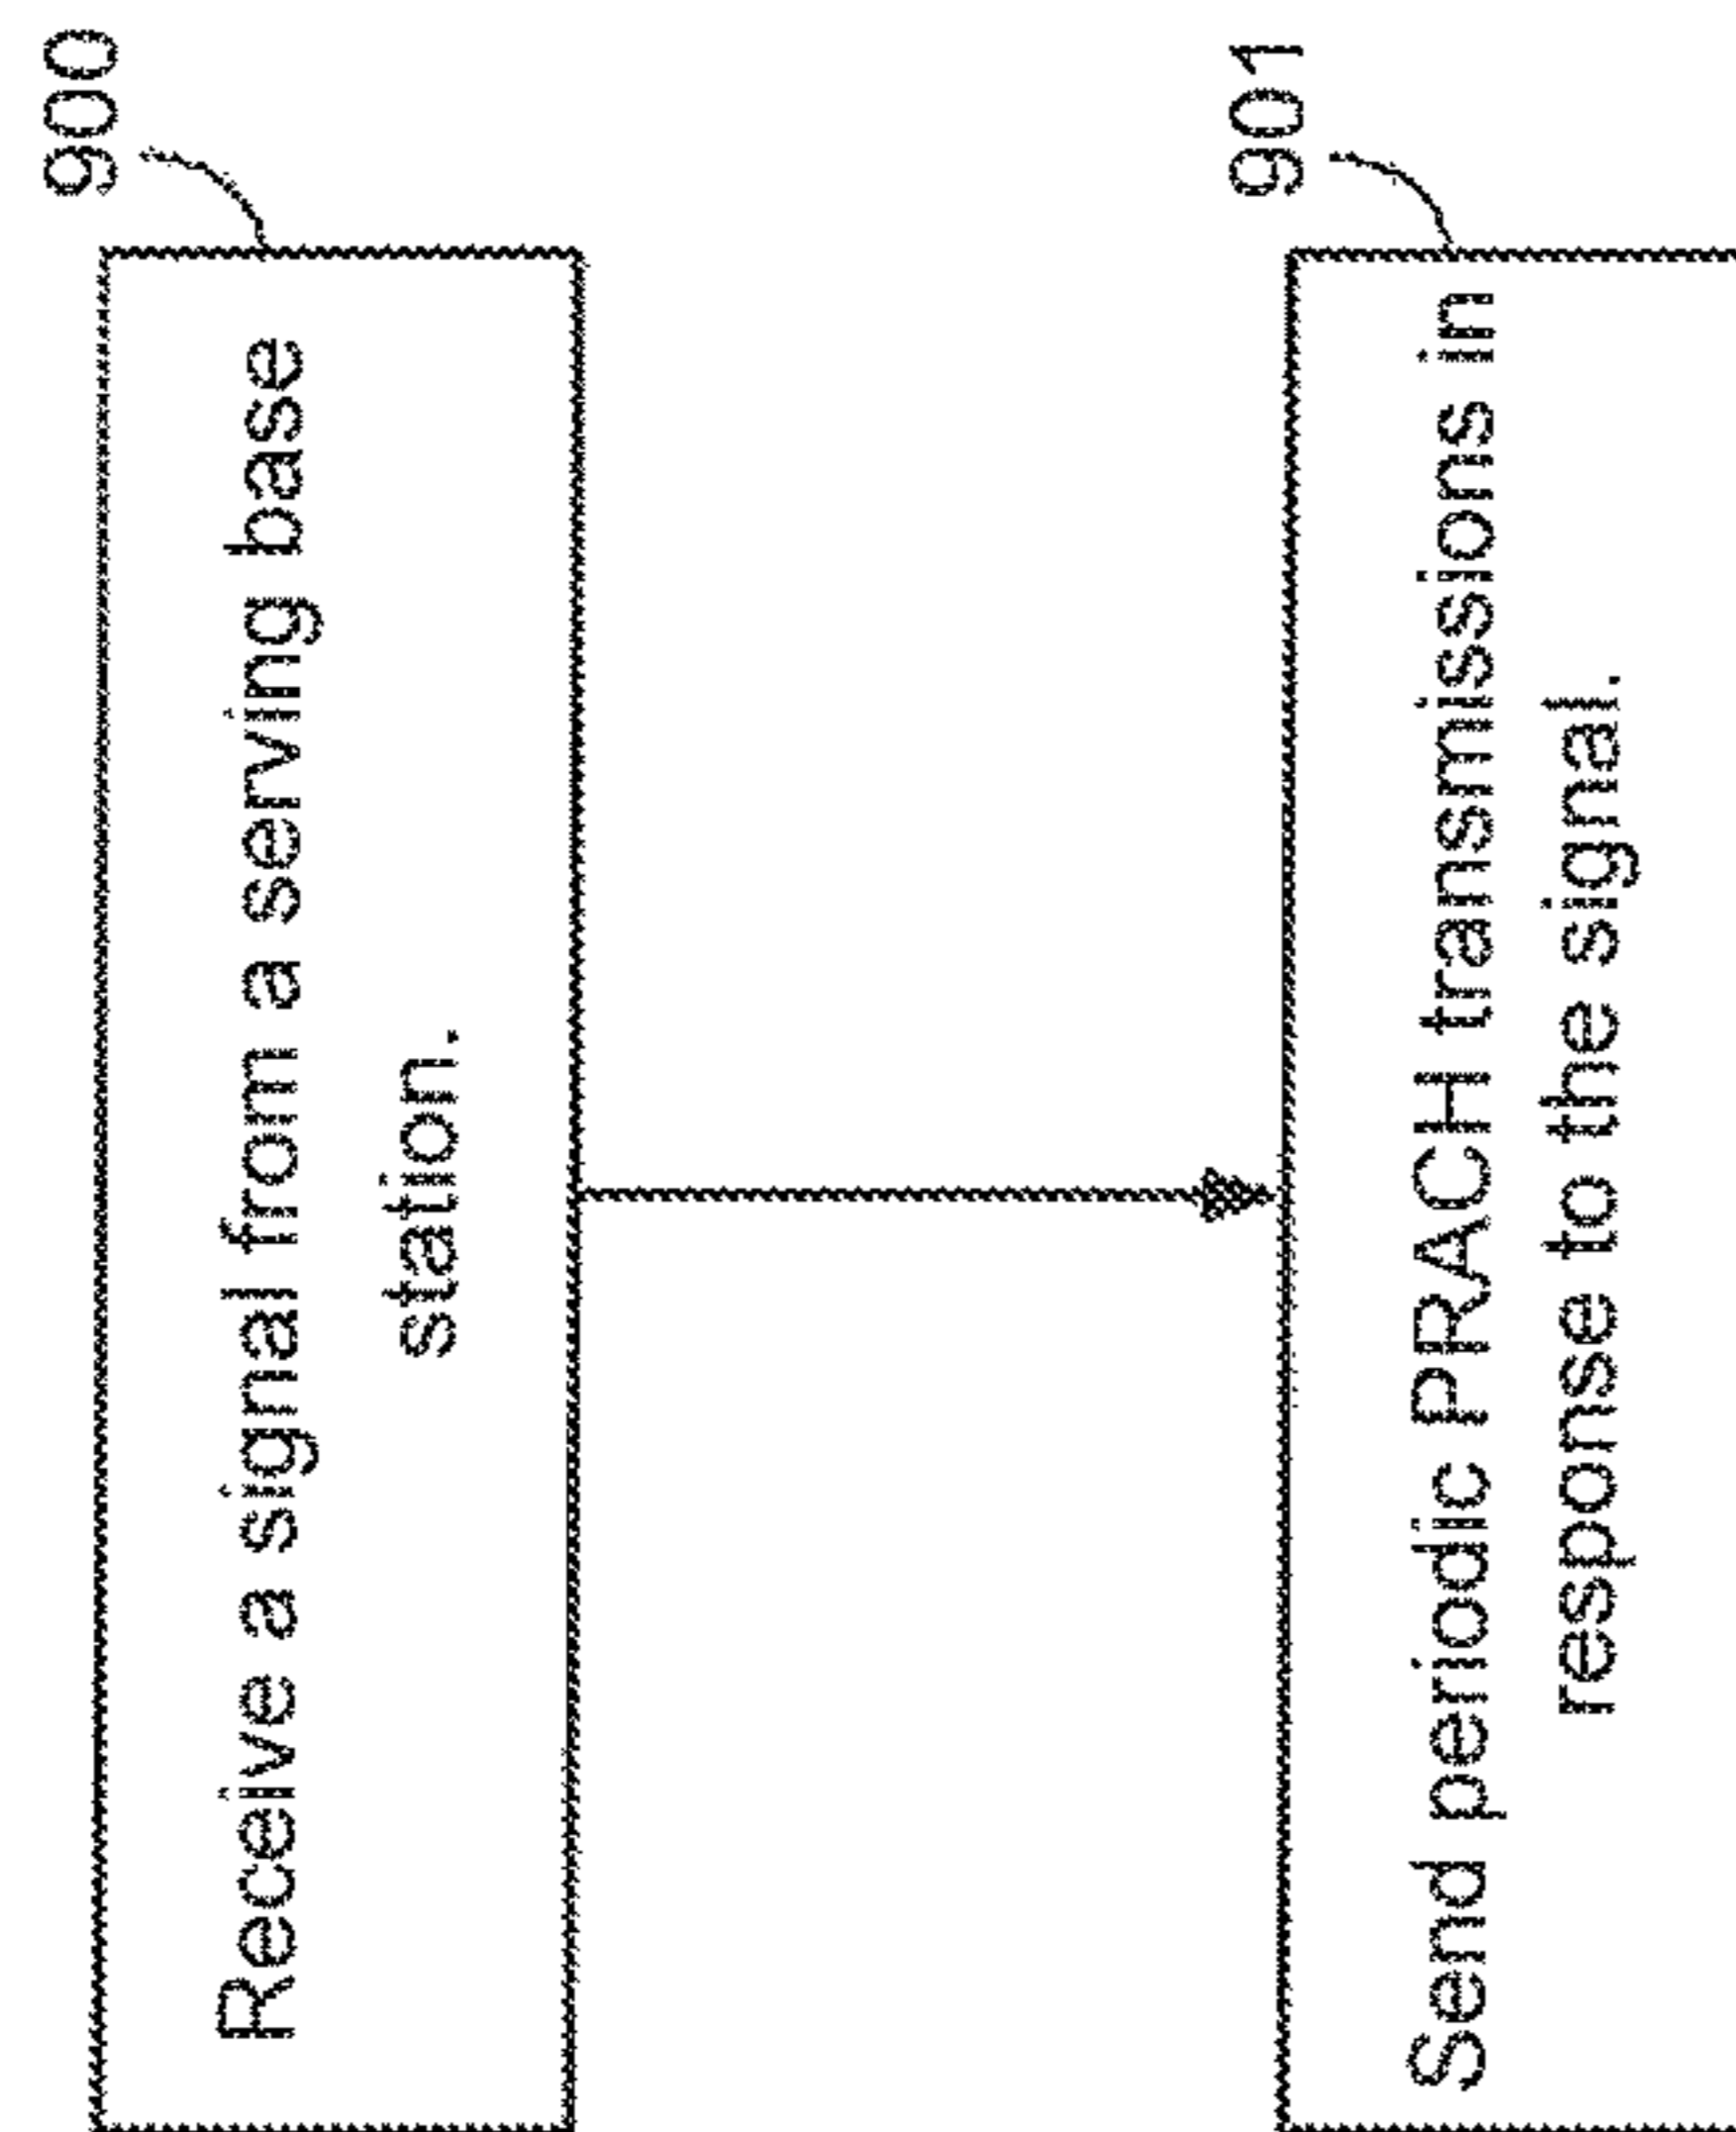 900
Receive a signal from a serving base
station.
901
Send periodic PRACH transmissions in
response to the signal.